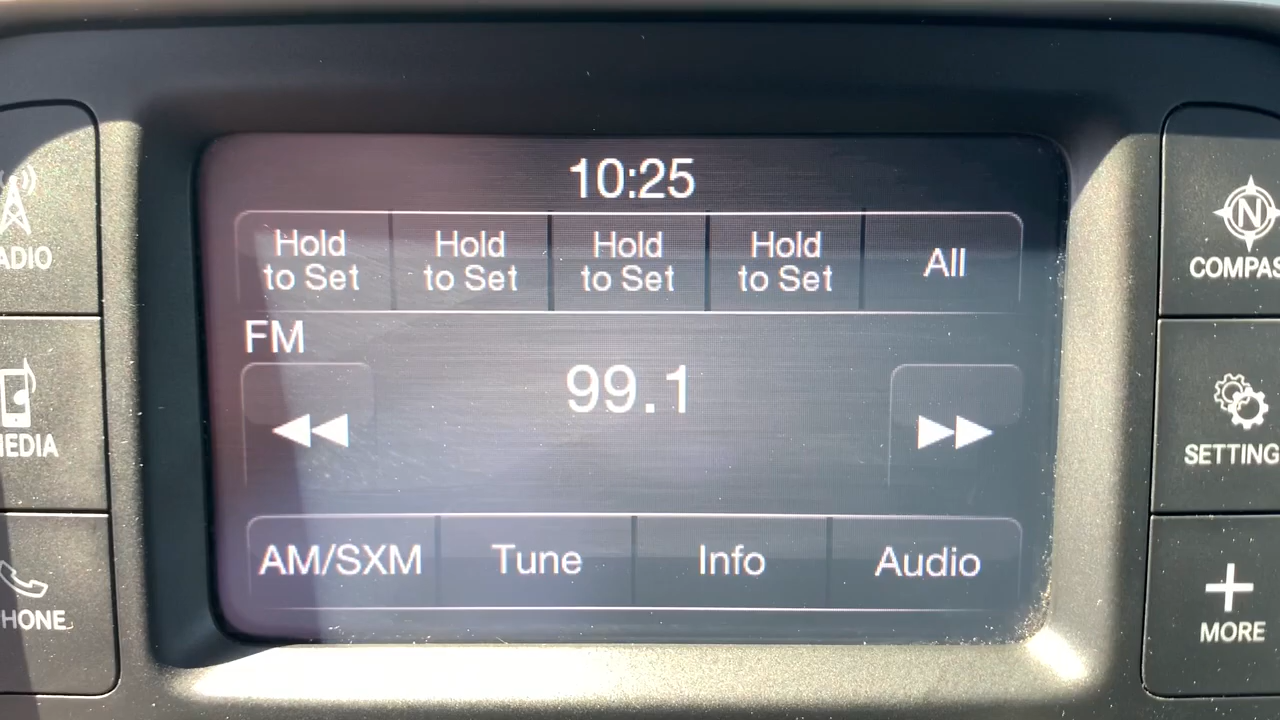 10:25
Hold to Set
Hold to Set
Hold to Set
Hold to Set
All
FM
99.1
AM/SXM
Tune
Info
Audio
ADIO
EDIA
HONE
N
COMPAS
SETTING
MORE